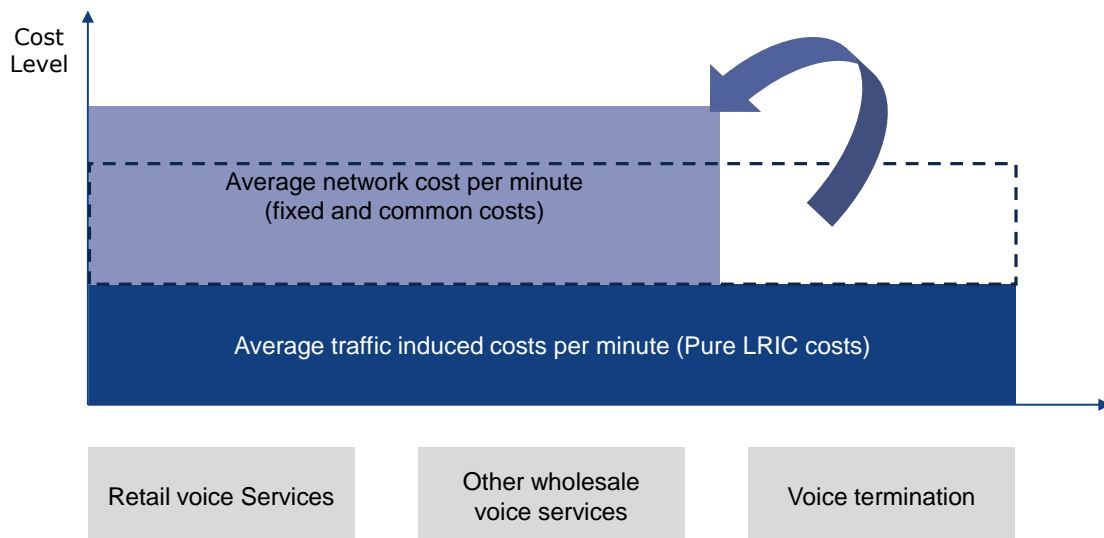 Cost
Level
Average network cost per minute
(fixed and common costs)
Average traffic induced costs per minute (Pure LRIC costs)
Retail voice Services
Other wholesale
voice services
Voice termination